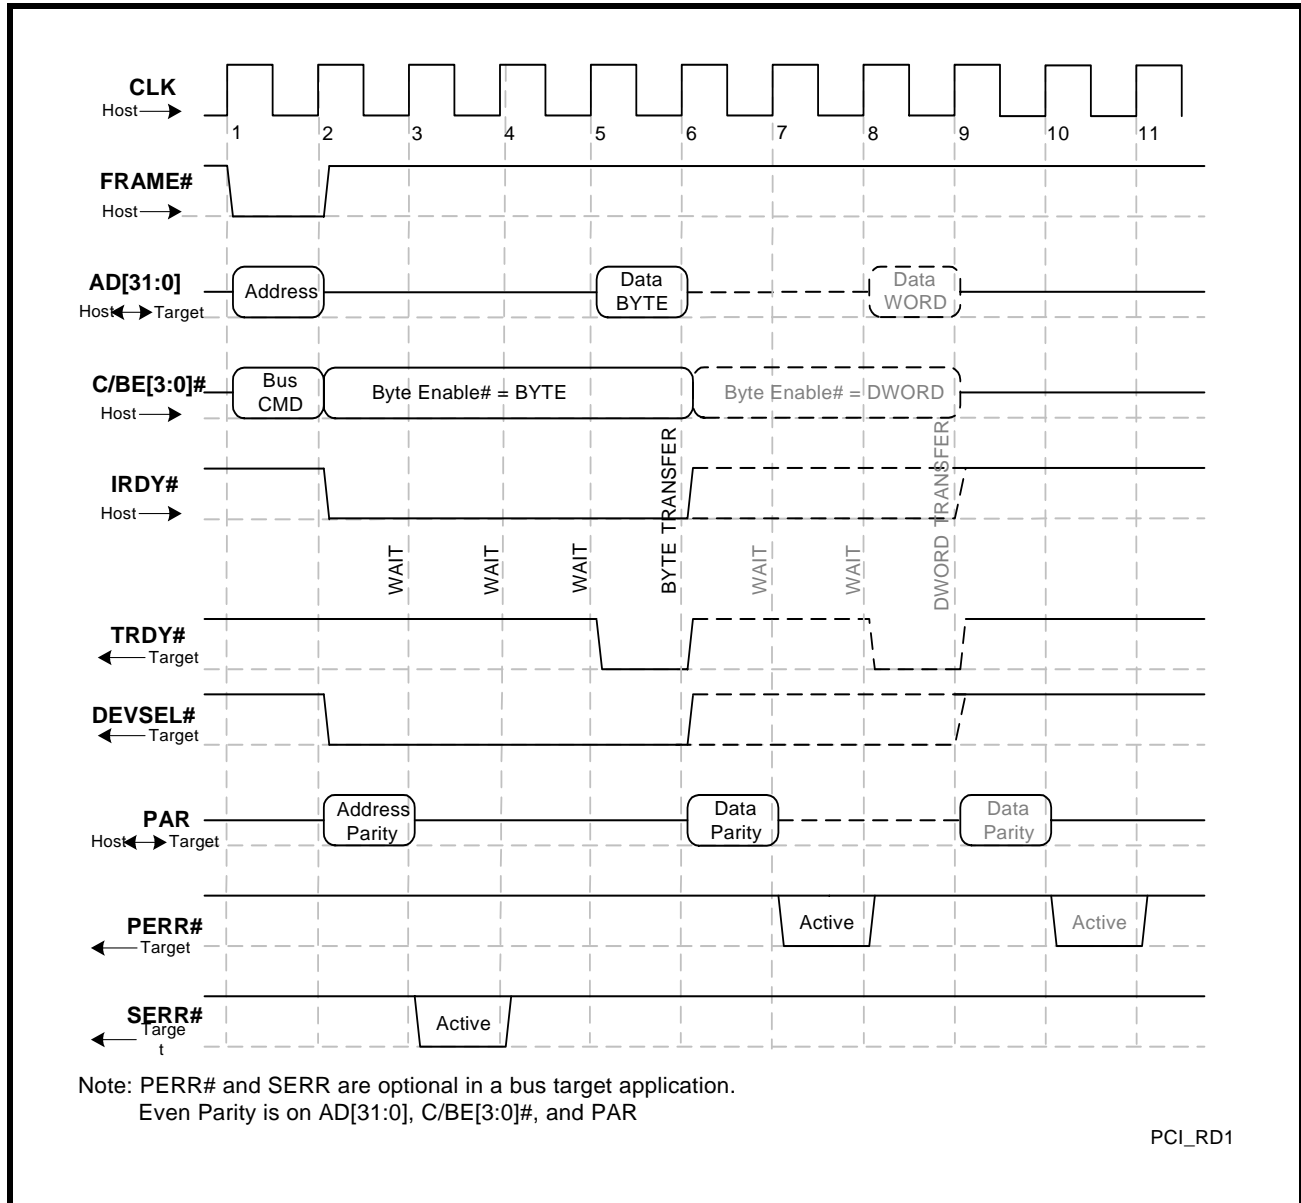 CLK
Host
1 2 3 4 5 6 7 8 9 10 11
FRAME#
Host
AD[31:0]
Host Target
Address
Data
BYTE
Data
WORD
C/BE[3:0]#
Host
Bus
CMD
Byte Enable# = BYTE
Byte Enable# = DWORD
IRDY#
Host
WAIT
WAIT
WAIT
BYTE TRANSFER
WAIT
WAIT
DWORD TRANSFER
TRDY#
Target
DEVSEL#
Target
PAR
Host Target
Address
Parity
Data
Parity
Data
Parity
PERR#
Target
Active
Active
SERR#
Targe
t
Active
Note: PERR# and SERR are optional in a bus target application.
Even Parity is on AD[31:0], C/BE[3:0]#, and PAR
PCI_RD1